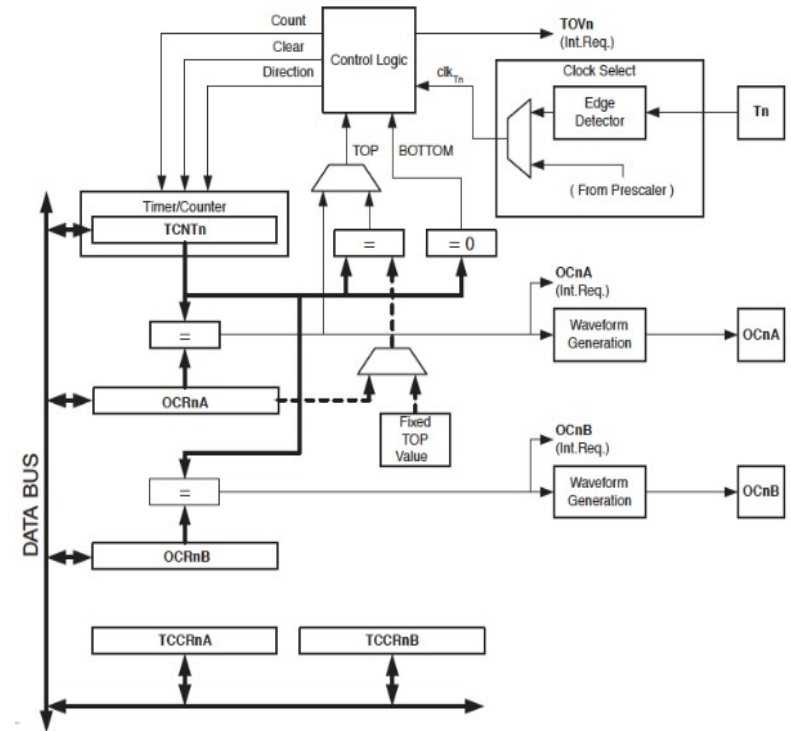 Count
Clear
Direction
Control Logic
TOVn
(Int.Req.)
clkTn
Clock Select
Edge
Detector
Tn
( From Prescaler )
TOP
BOTTOM
Timer/Counter
TCNTn
=
= 0
=
OCnA
(Int.Req.)
Waveform
Generation
OCnA
OCRnA
Fixed
TOP
Value
OCnB
(Int.Req.)
=
Waveform
Generation
OCnB
OCRnB
DATA BUS
TCCRnA
TCCRnB